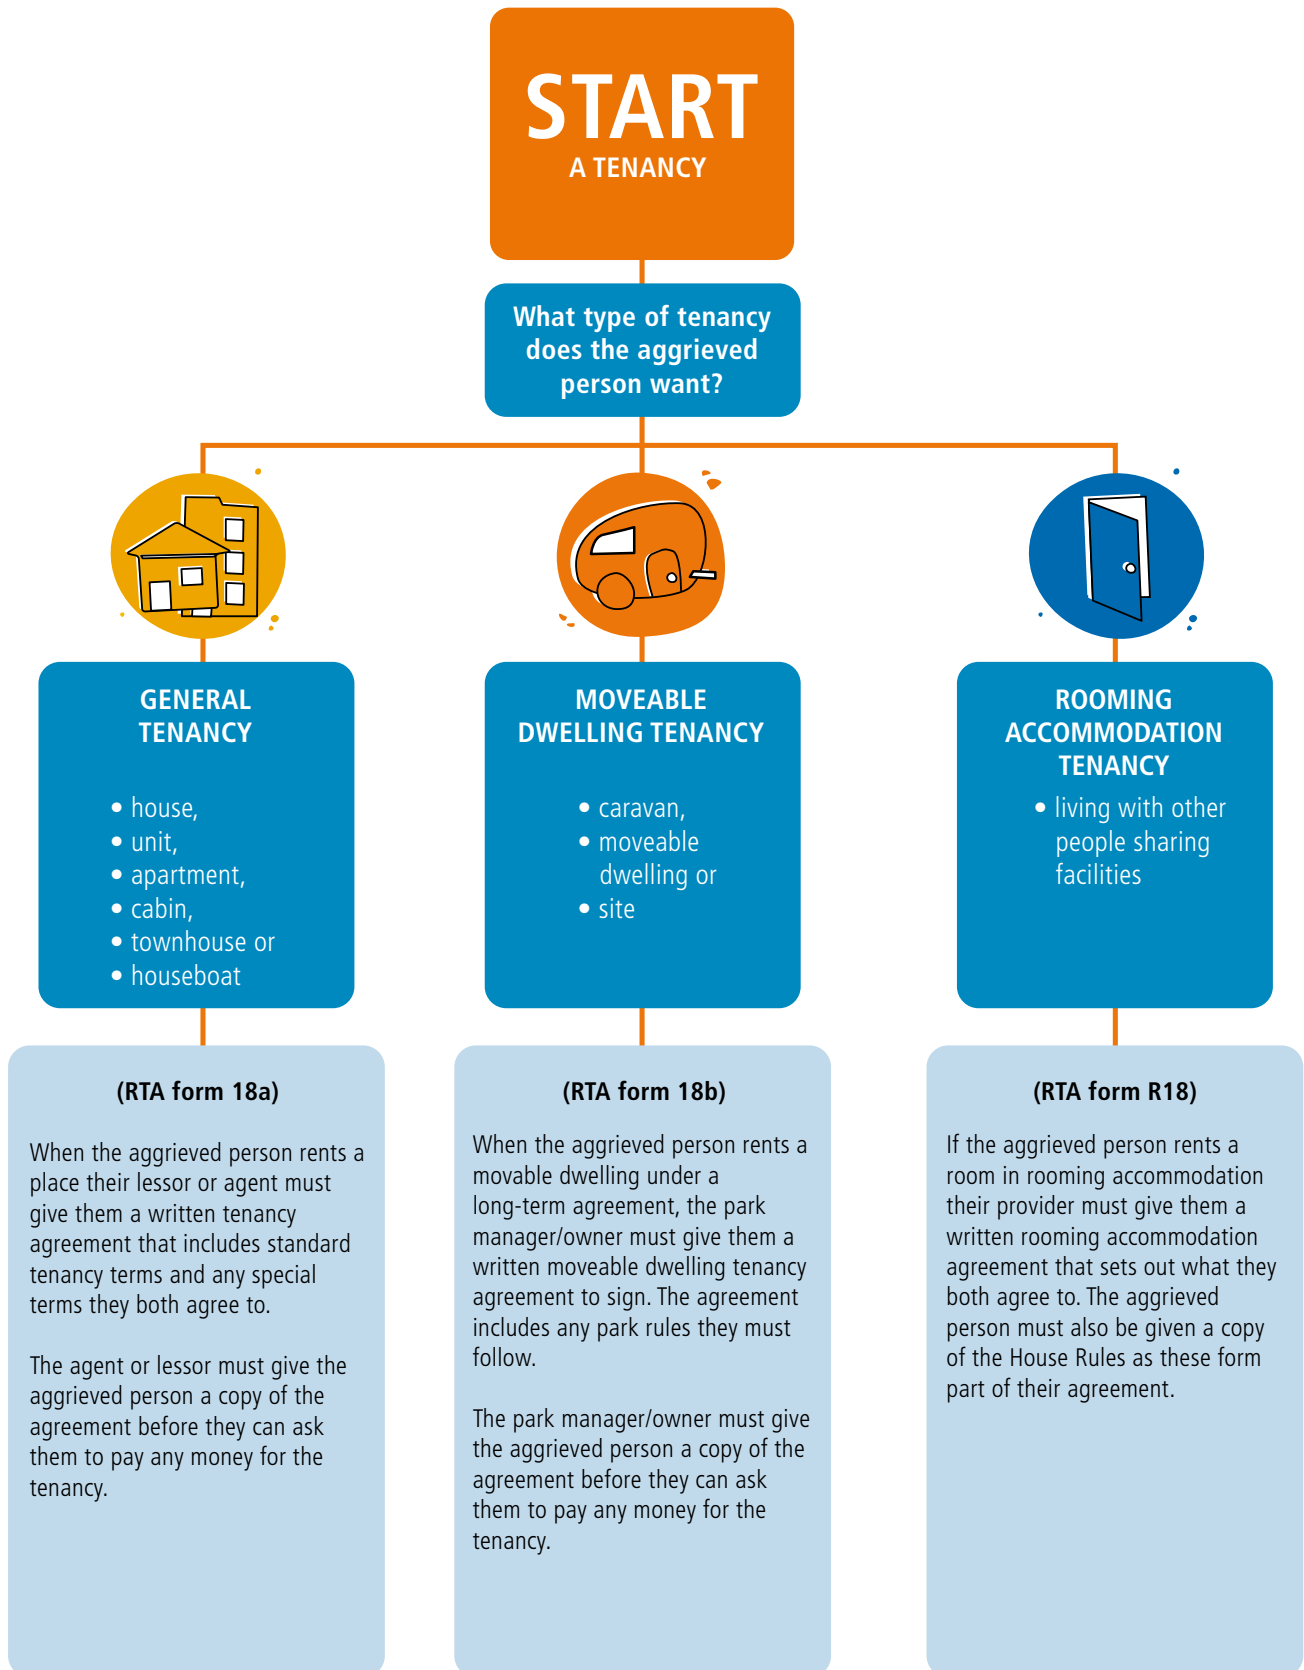 START
A TENANCY
What type of tenancy
does the aggrieved
person want?
GENERAL
TENANCY
• house,
• unit,
• apartment,
• cabin,
• townhouse or
• houseboat
(RTA form 18a)
When the aggrieved person rents a
place their lessor or agent must
give them a written tenancy
agreement that includes standard
tenancy terms and any special
terms they both agree to.
The agent or lessor must give the
aggrieved person a copy of the
agreement before they can ask
them to pay any money for the
tenancy.
MOVEABLE
DWELLING TENANCY
• caravan,
• moveable
dwelling or
• site
(RTA form 18b)
When the aggrieved person rents a
movable dwelling under a
long-term agreement, the park
manager/owner must give them a
written moveable dwelling tenancy
agreement to sign. The agreement
includes any park rules they must
follow.
The park manager/owner must give
the aggrieved person a copy of the
agreement before they can ask
them to pay any money for the
tenancy.
ROOMING
ACCOMMODATION
TENANCY
• living with other
people sharing
facilities
(RTA form R18)
If the aggrieved person rents a
room in rooming accommodation
their provider must give them a
written rooming accommodation
agreement that sets out what they
both agree to. The aggrieved
person must also be given a copy
of the House Rules as these form
part of their agreement.